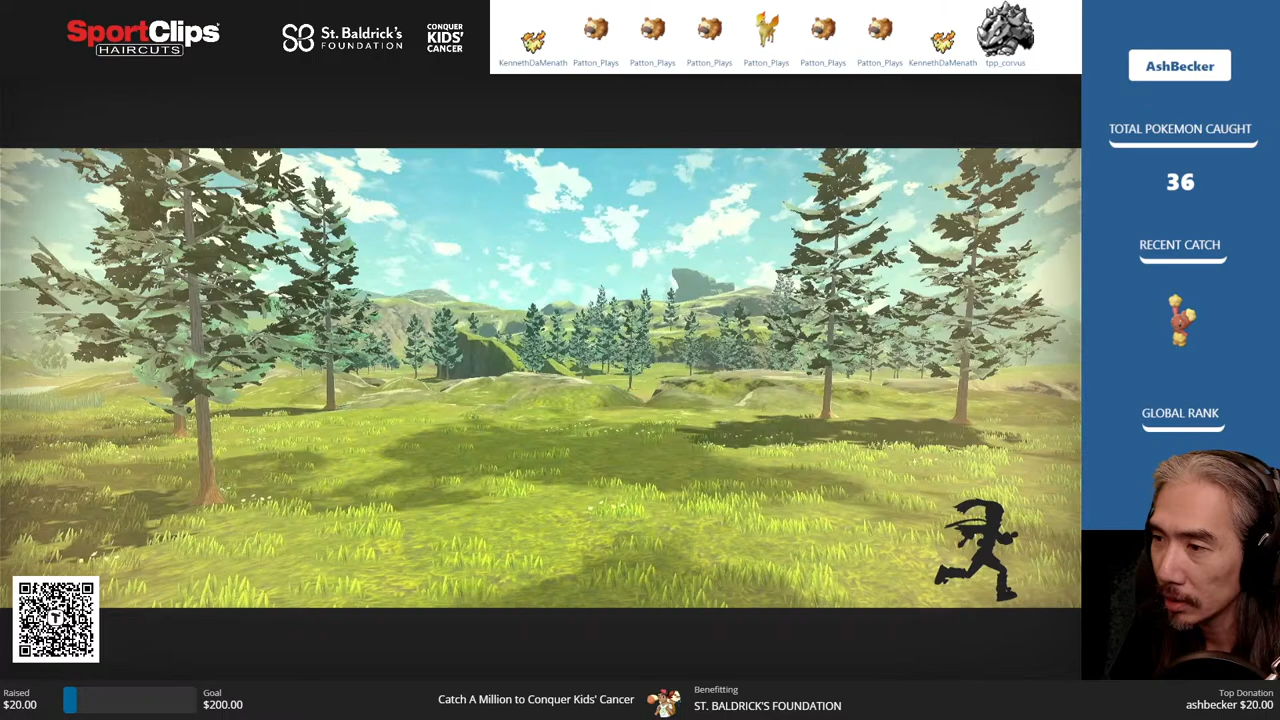 SportClips
HAIRCUTS
St. Baldrick's
FOUNDATION
CONQUER
KIDS'
CANCER
KennethDaMenath
Patton_Plays
Patton_Plays
Patton_Plays
Patton_Plays
Patton_Plays
Patton_Plays
KennethDaMenath
tpp_corvus
AshBecker
TOTAL POKEMON CAUGHT
36
RECENT CATCH
GLOBAL RANK
Raised
$20.00
Goal
$200.00
Catch A Million to Conquer Kids' Cancer
Benefitting
ST. BALDRICK'S FOUNDATION
Top Donation
ashbecker $20.00